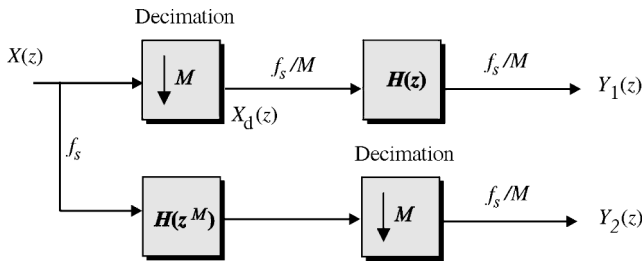 Decimation
X(z)
M
f_s/M
H(z)
f_s/M
Y_1(z)
X_d(z)
f_s
Decimation
H(z^M)
M
f_s/M
Y_2(z)